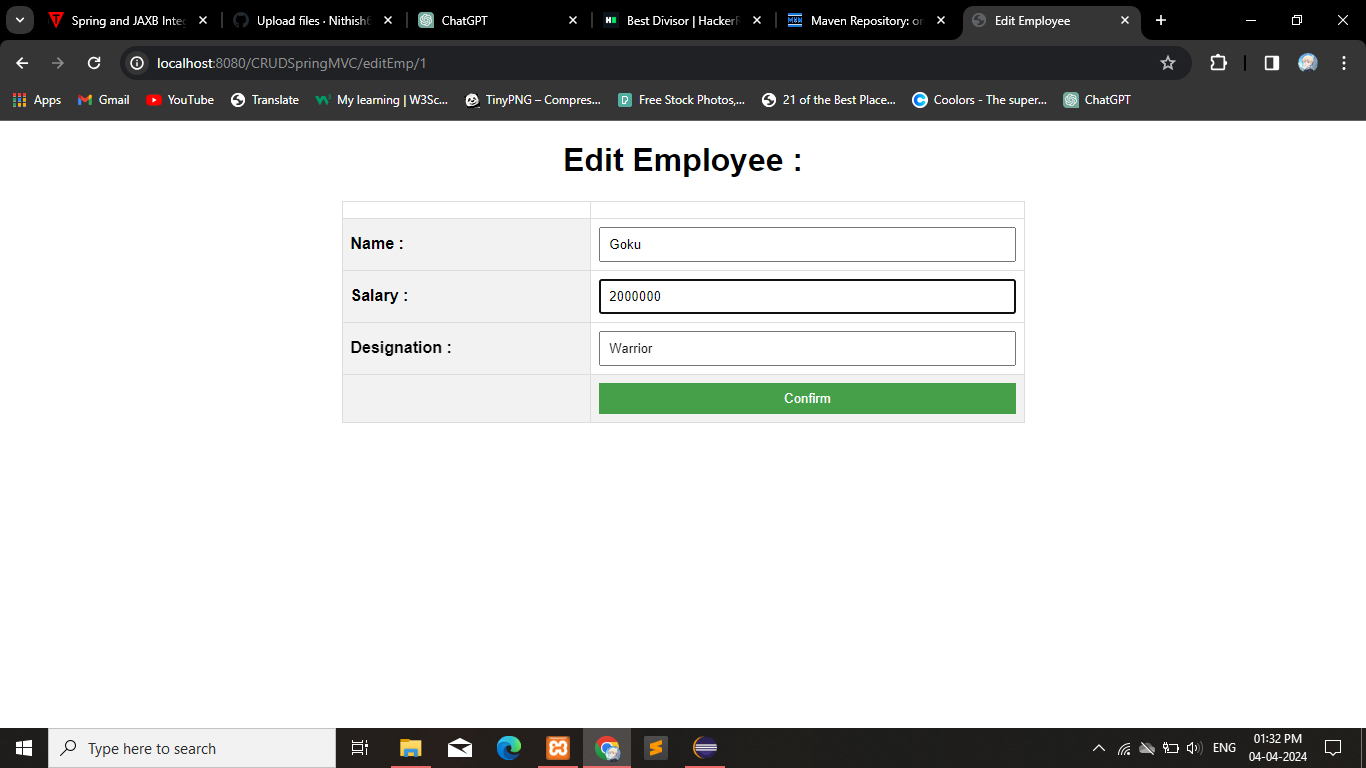 Spring and JAXB Inte
Upload files · Nithish
ChatGPT
Best Divisor | Hacker
Maven Repository: or
Edit Employee
localhost:8080/CRUDSpringMVC/editEmp/1
Apps
Gmail
YouTube
Translate
My learning | W3Sc...
TinyPNG – Compres...
Free Stock Photos,...
21 of the Best Place...
Coolors - The super...
ChatGPT
Edit Employee :
Name :
Goku
Salary :
2000000
Designation :
Warrior
Confirm
Type here to search
ENG
01:32 PM
04-04-2024